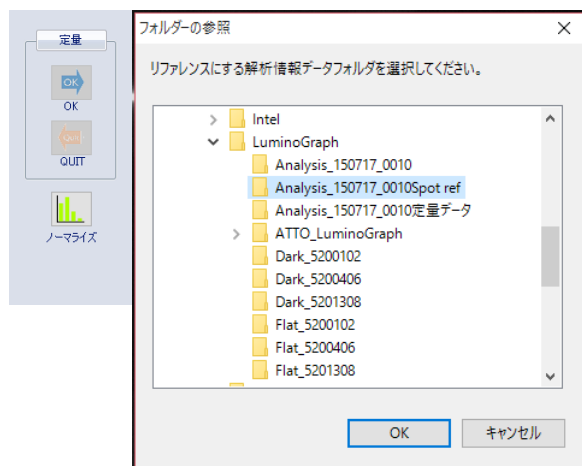 定量
OK
OK
Quit
QUIT
ノーマライズ
フォルダーの参照
リファレンスにする解析情報データフォルダを選択してください。
Intel
LuminoGraph
Analysis_150717_0010
Analysis_150717_0010Spot ref
Analysis_150717_0010定量データ
ATTO_LuminoGraph
Dark_5200102
Dark_5200406
Dark_5201308
Flat_5200102
Flat_5200406
Flat_5201308
OK
キャンセル